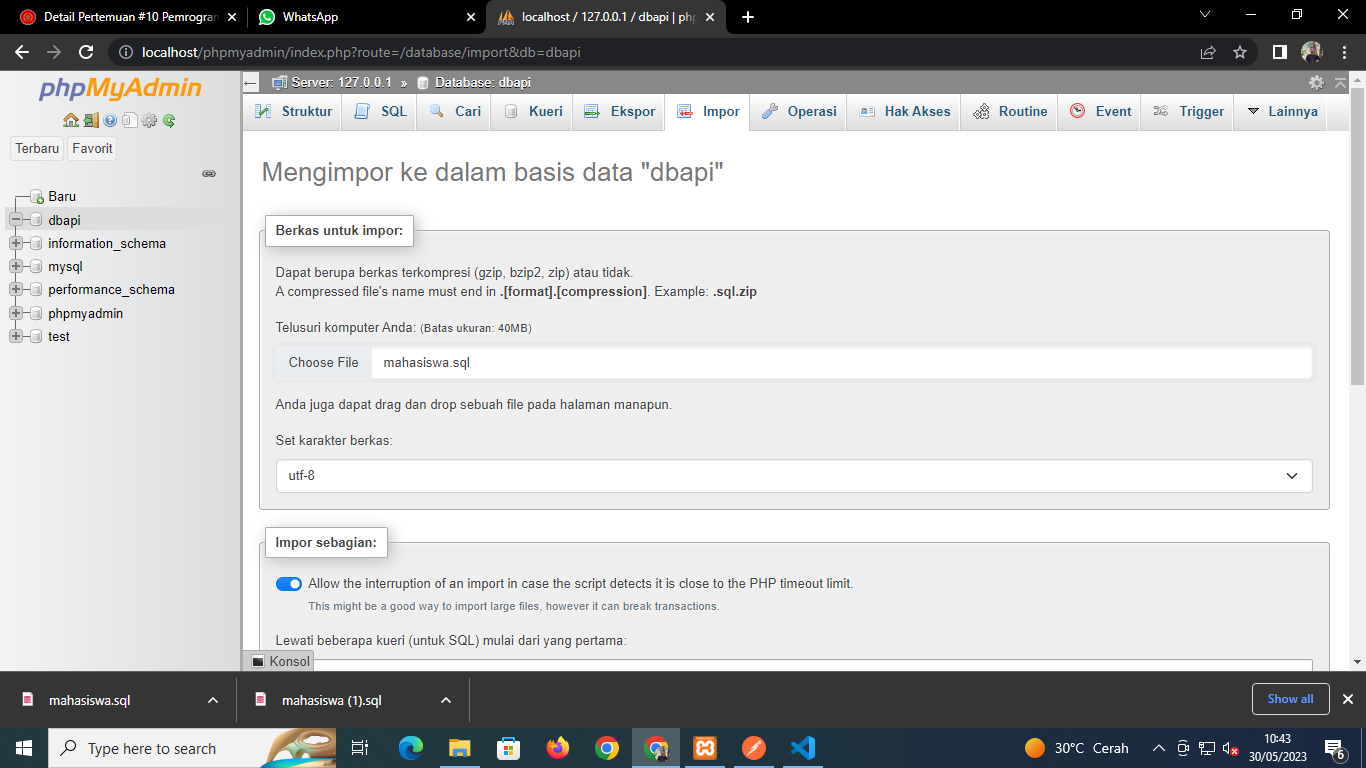 Detail Pertemuan #10 Pemrogran
WhatsApp
localhost / 127.0.0.1 / dbapi | php
localhost/phpmyadmin/index.php?route=/database/import&db=dbapi
phpMyAdmin
Terbaru
Favorit
Baru
dbapi
information_schema
mysql
performance_schema
phpmyadmin
test
Server: 127.0.0.1 » Database: dbapi
Struktur
SQL
Cari
Kueri
Ekspor
Impor
Operasi
Hak Akses
Routine
Event
Trigger
Lainnya
Mengimpor ke dalam basis data "dbapi"
Berkas untuk impor:
Dapat berupa berkas terkompresi (gzip, bzip2, zip) atau tidak.
A compressed file's name must end in .[format].[compression]. Example: .sql.zip
Telusuri komputer Anda: (Batas ukuran: 40MB)
Choose File mahasiswa.sql
Anda juga dapat drag dan drop sebuah file pada halaman manapun.
Set karakter berkas:
utf-8
Impor sebagian:
Allow the interruption of an import in case the script detects it is close to the PHP timeout limit.
This might be a good way to import large files, however it can break transactions.
Lewati beberapa kueri (untuk SQL) mulai dari yang pertama:
Konsol
mahasiswa.sql
mahasiswa (1).sql
Show all
Type here to search
30°C Cerah
10:43
30/05/2023
6